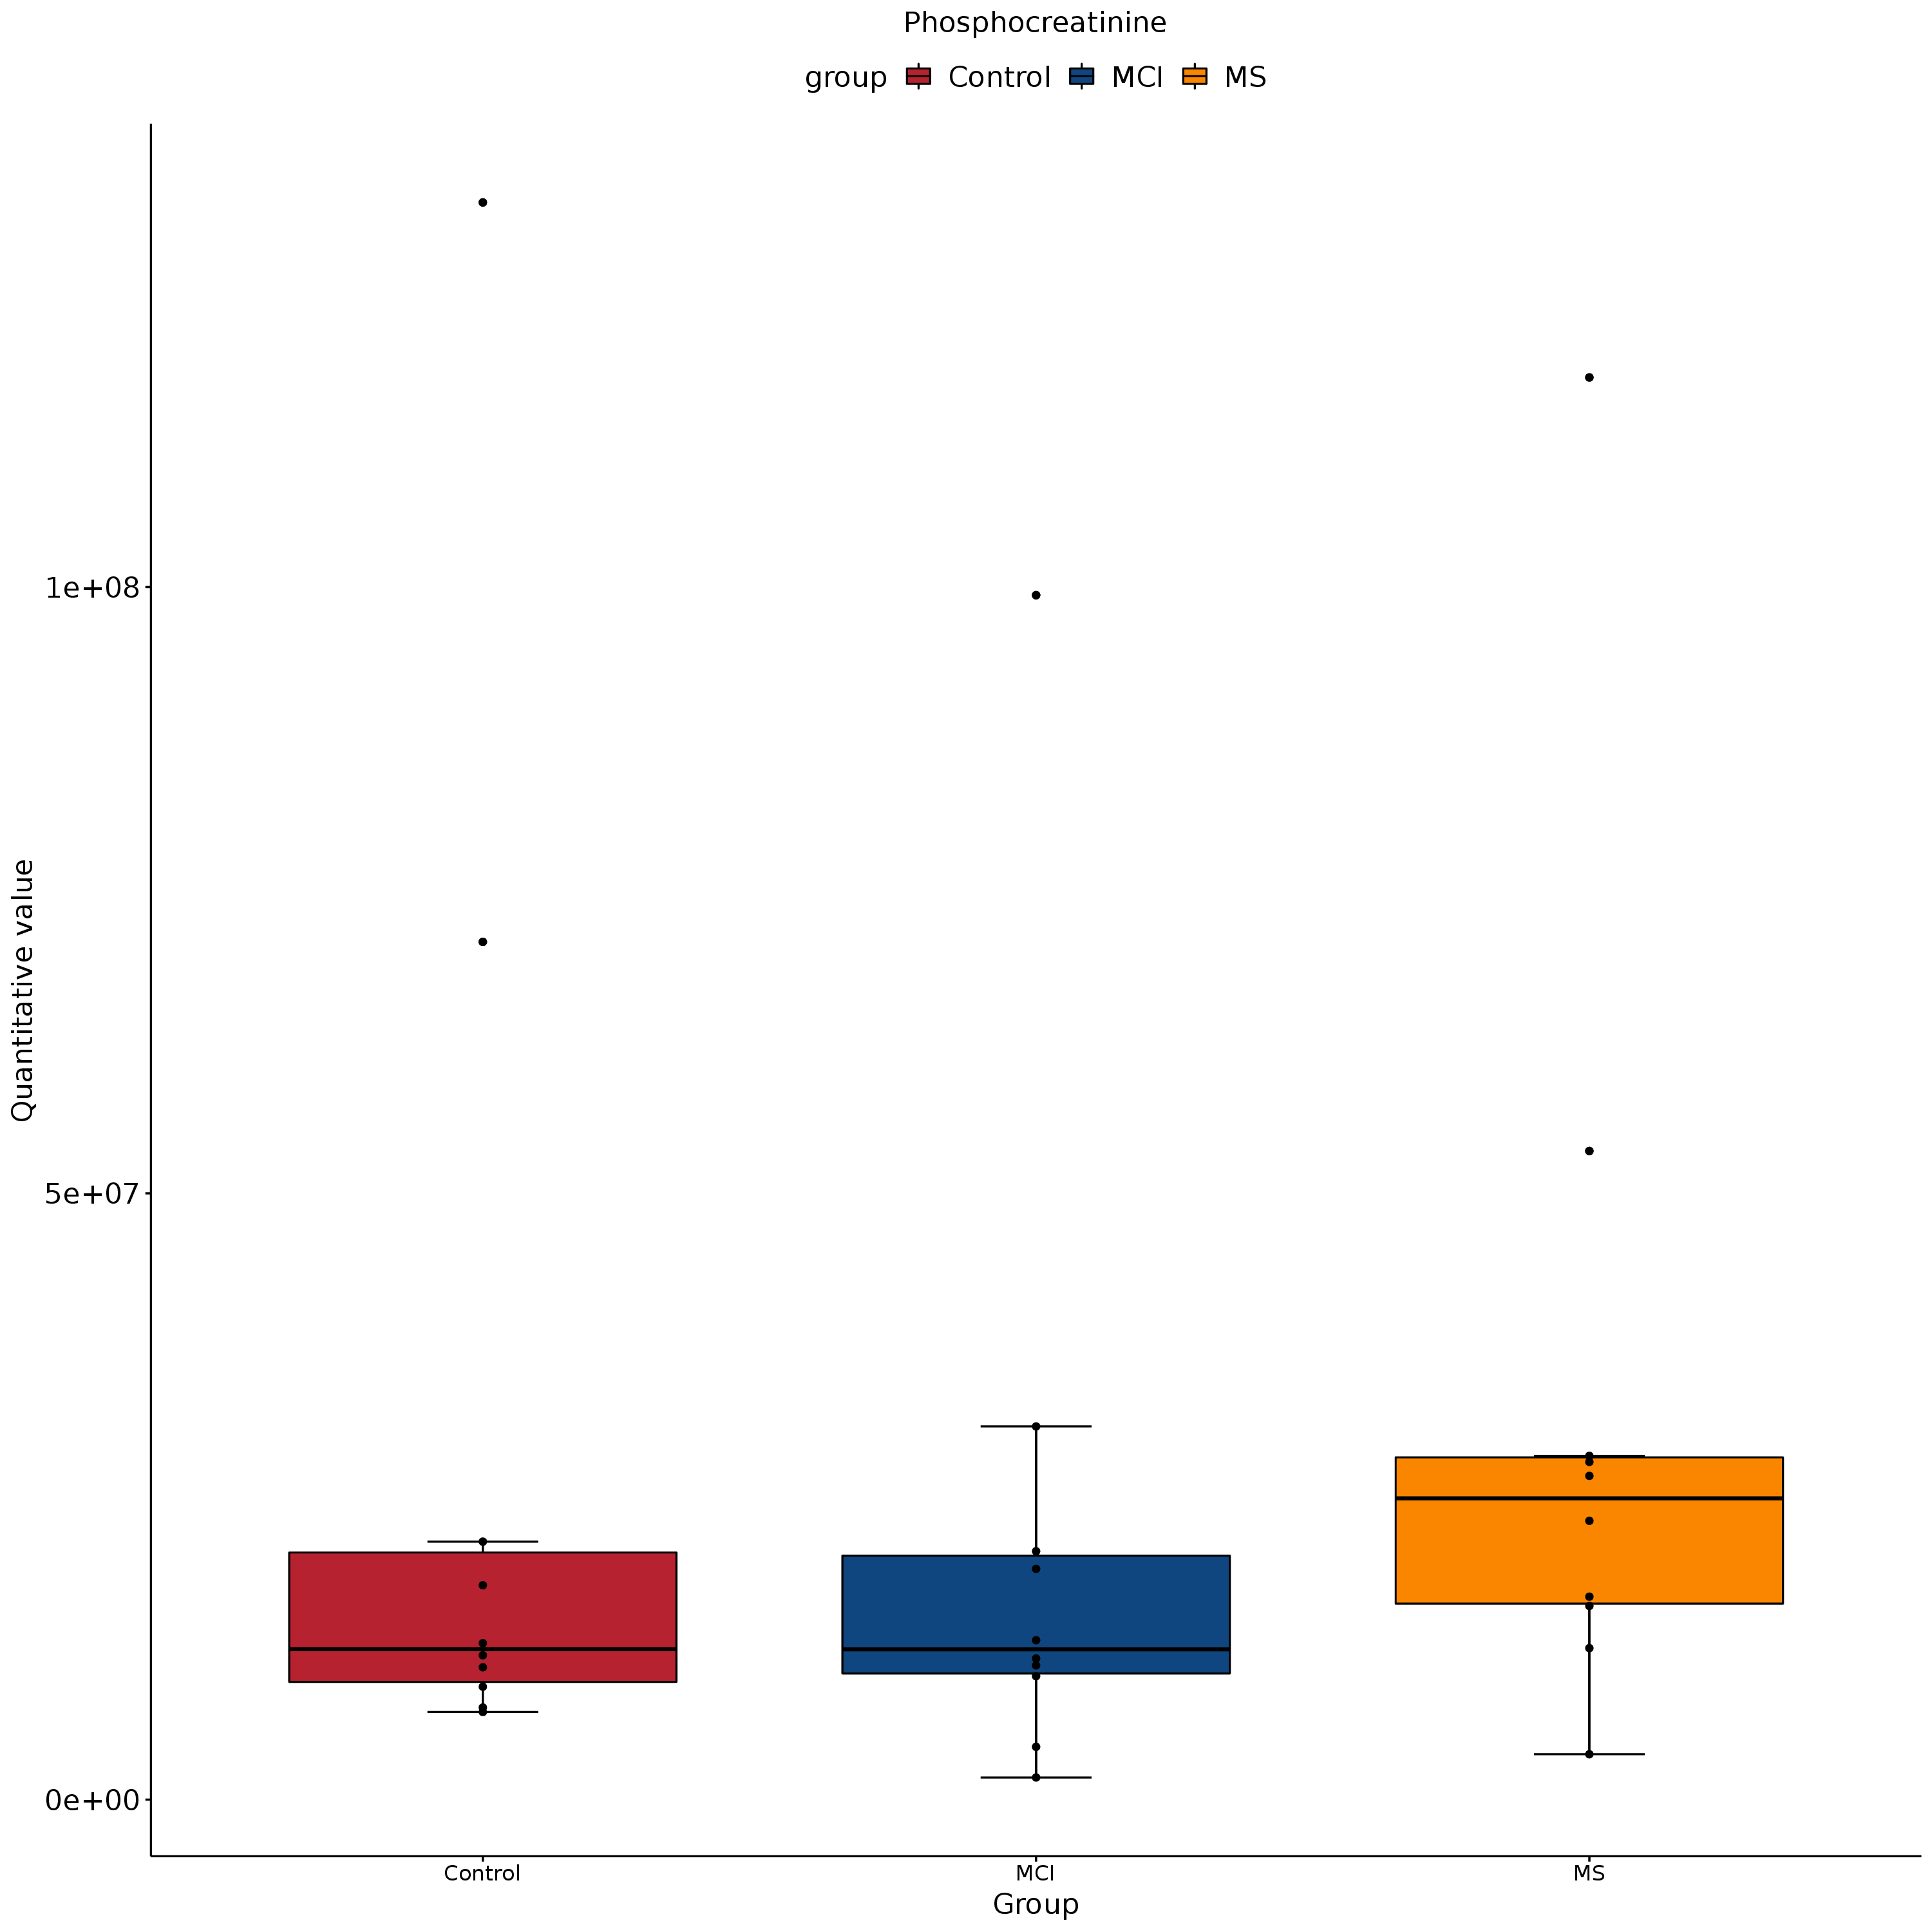 Phosphocreatinine
group Control MCI MS
Quantitative value
1e+08
5e+07
0e+00
Control MCI MS
Group